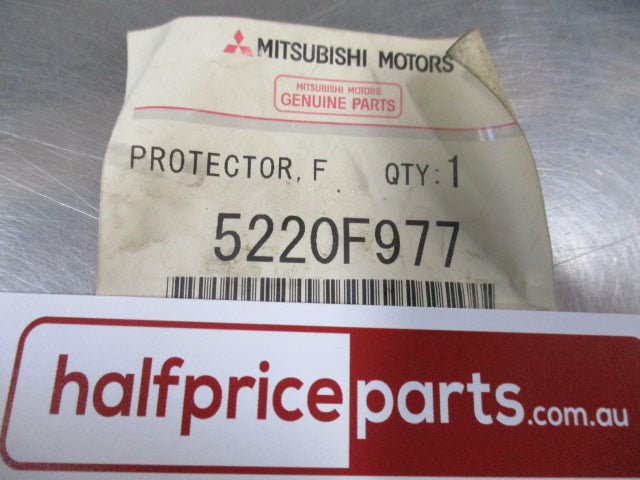 MITSUBISHI MOTORS
MITSUBISHI MOTORS
GENUINE PARTS
PROTECTOR, F QTY: 1
5220F977
halfpriceparts.com.au